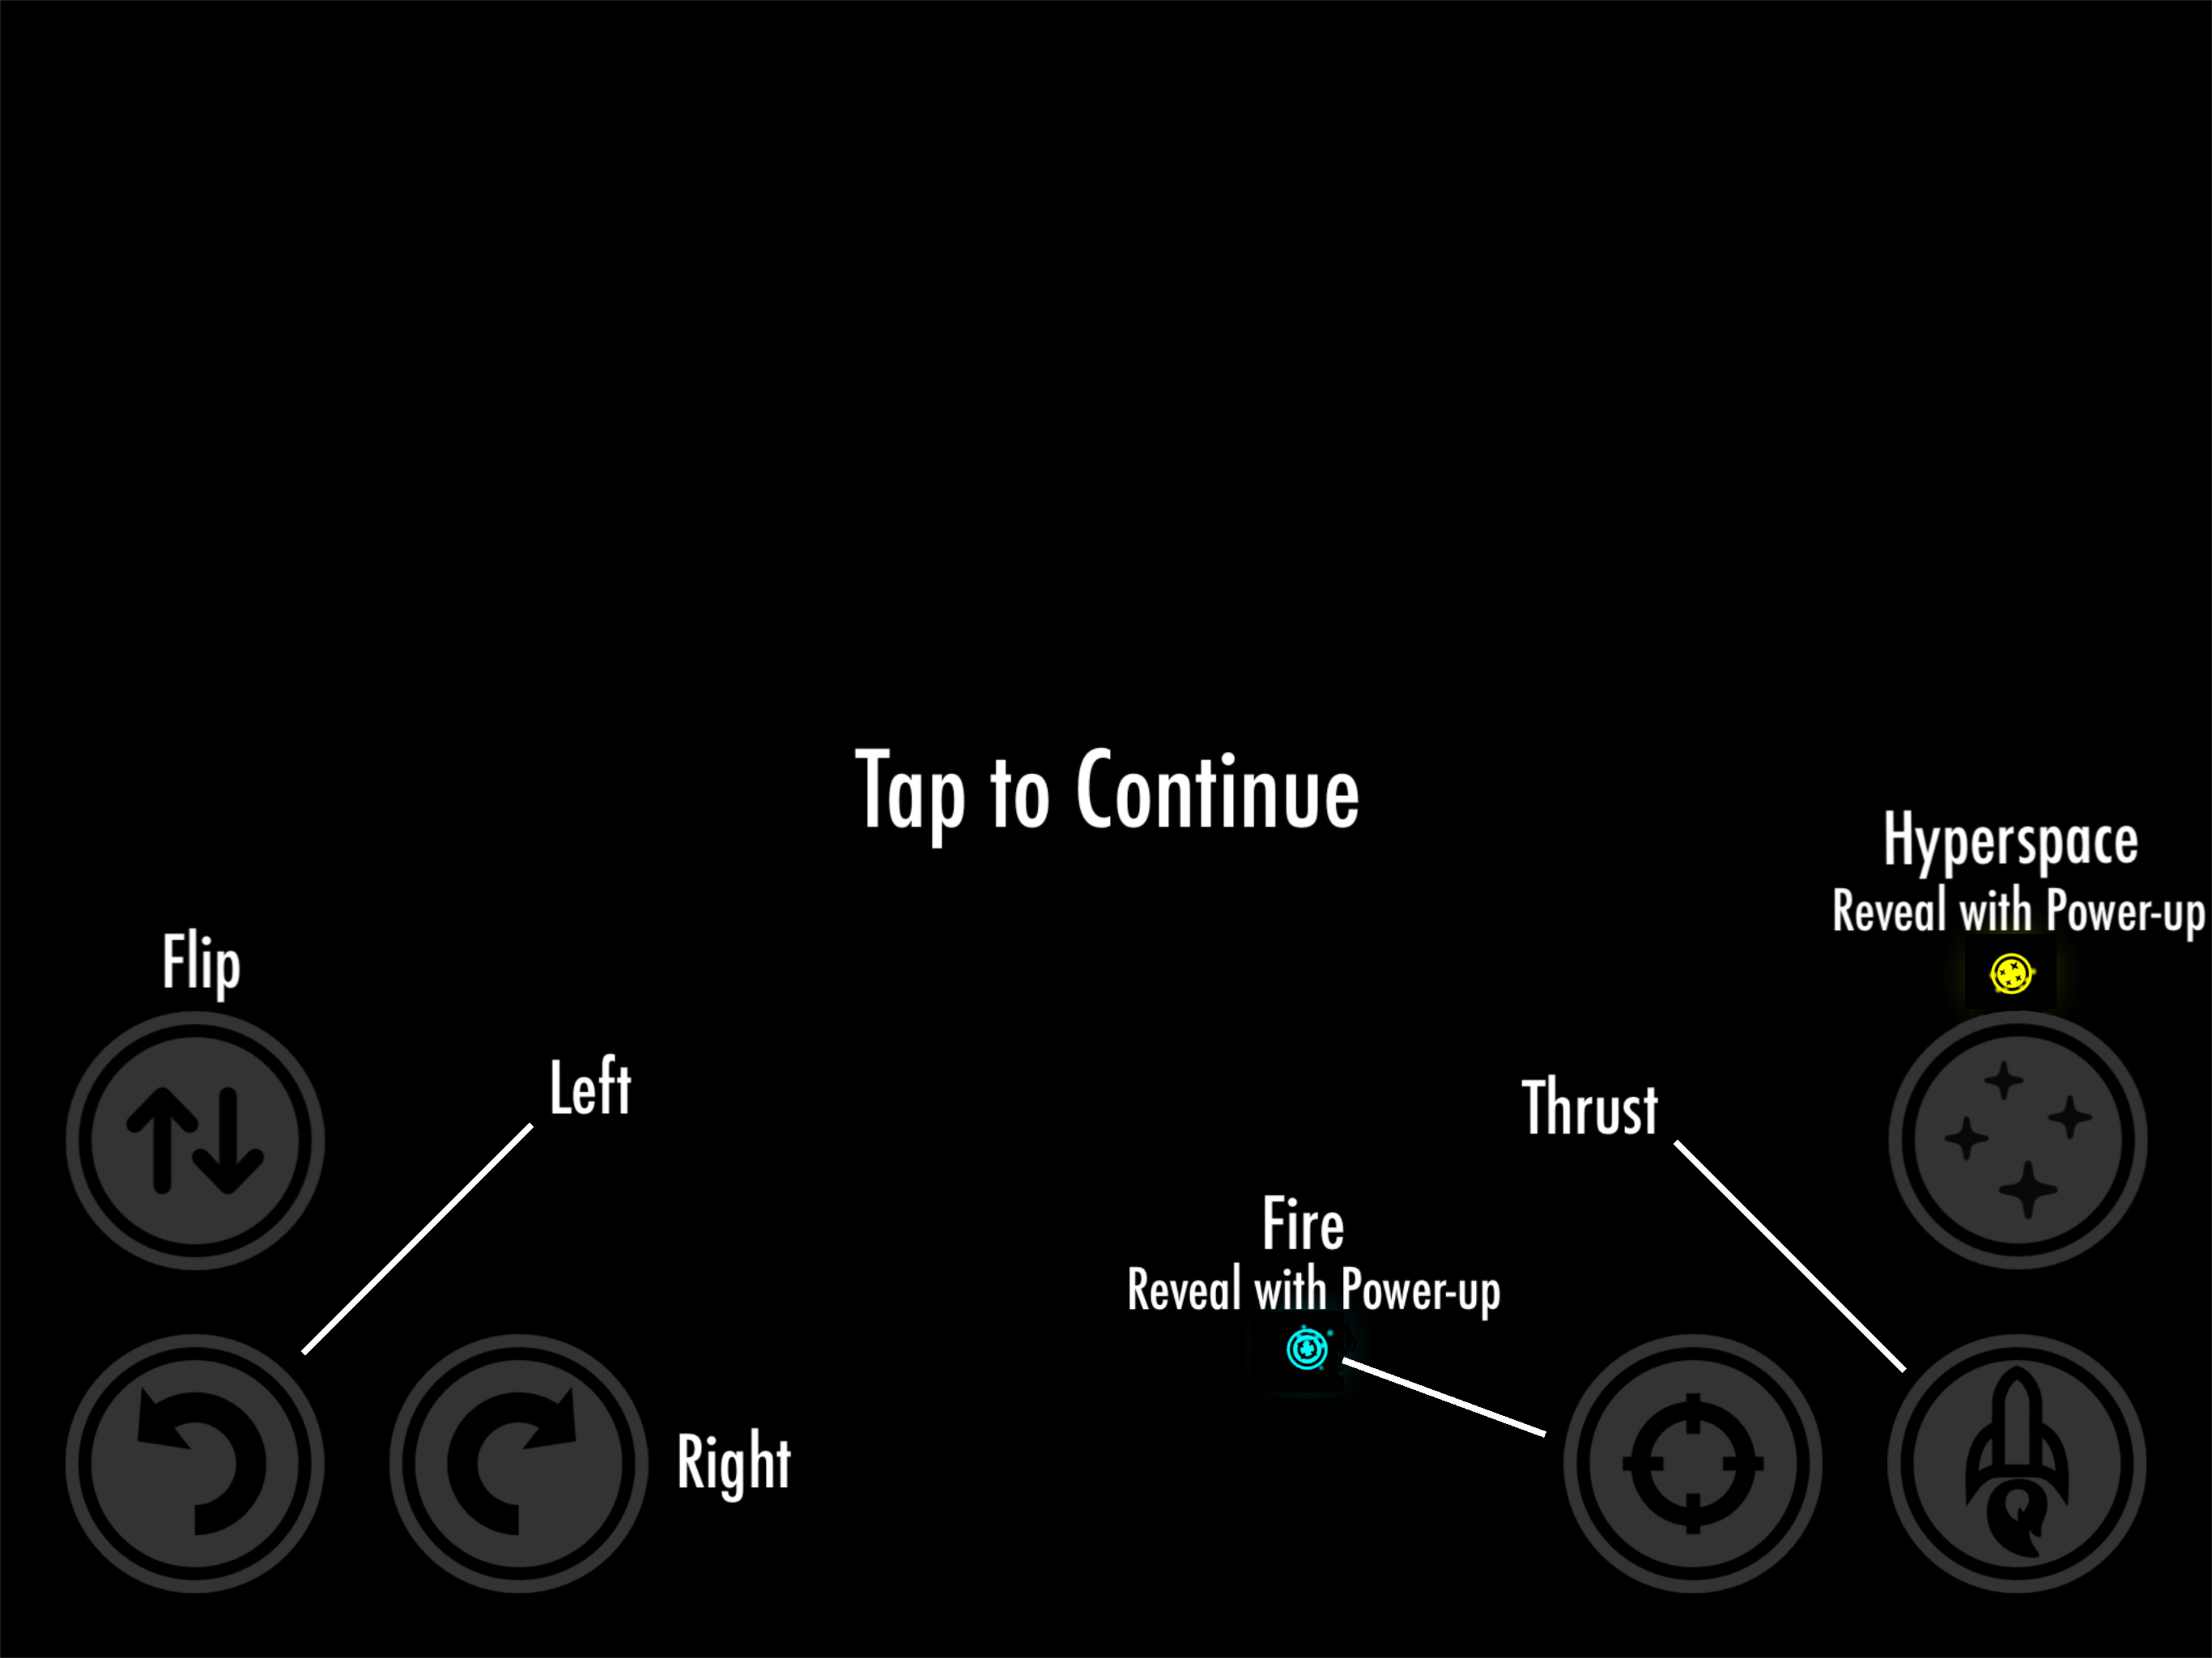 Tap to Continue
Hyperspace
Reveal with Power-up
Flip
Left
Thrust
Fire
Reveal with Power-up
Right